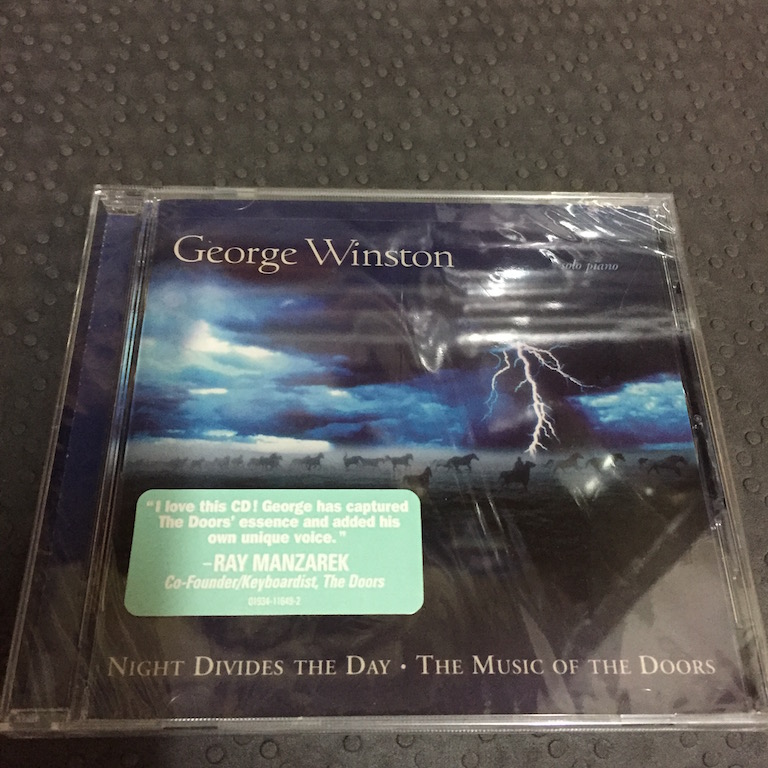 George Winston
solo piano
"I love this CD! George has captured
The Doors' essence and added his
own unique voice."
–RAY MANZAREK
Co-Founder/Keyboardist, The Doors
01934-11649-2
NIGHT DIVIDES THE DAY • THE MUSIC OF THE DOORS